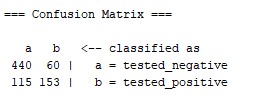 === Confusion Matrix ===
a b <-- classified as
440 60 | a = tested_negative
115 153 | b = tested_positive